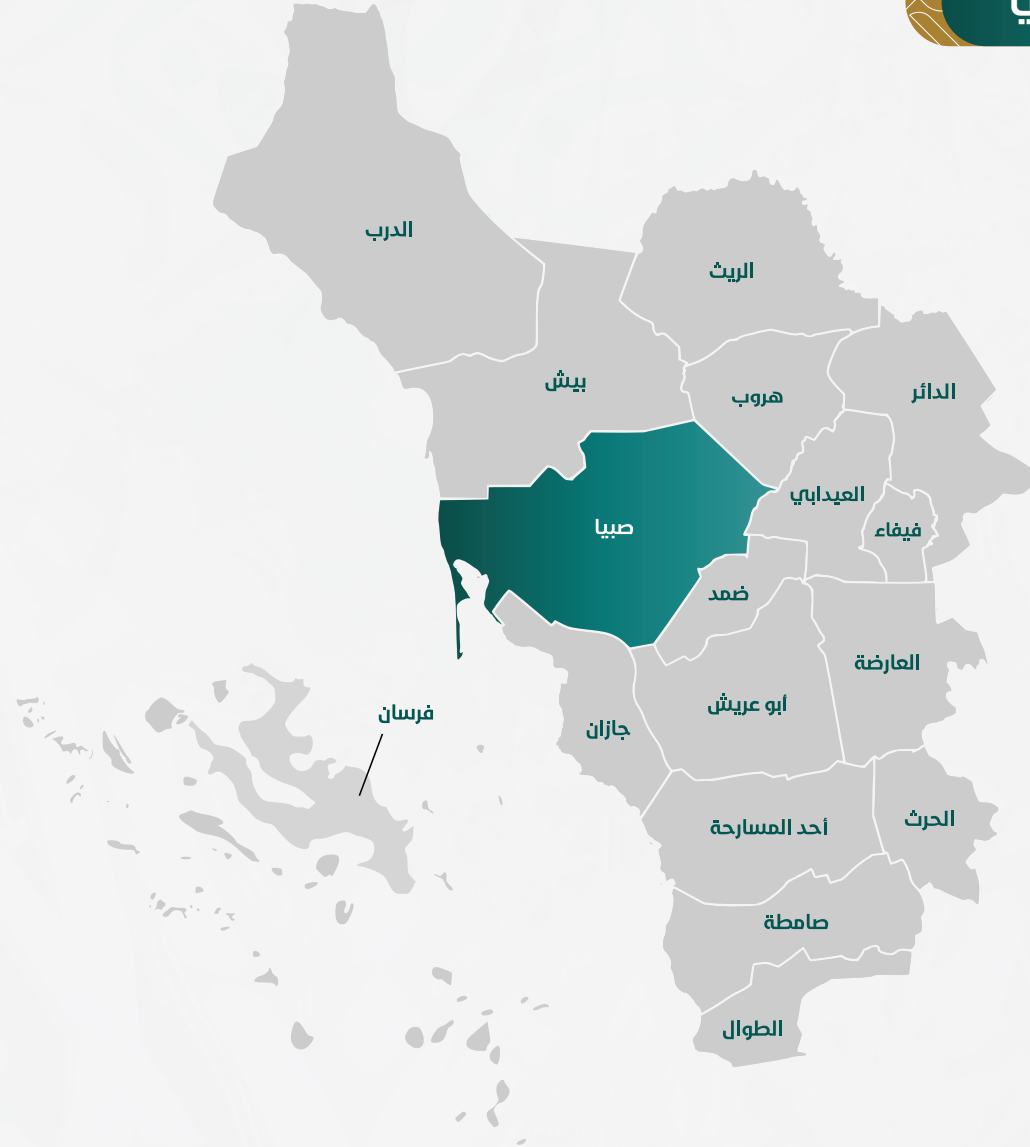 الدرب
الريث
بيش
هروب
الدائر
العيدابي
صبيا
فيفاء
ضمد
العارضة
أبو عريش
فرسان
جازان
الحرث
أحد المسارحة
صامطة
الطوال